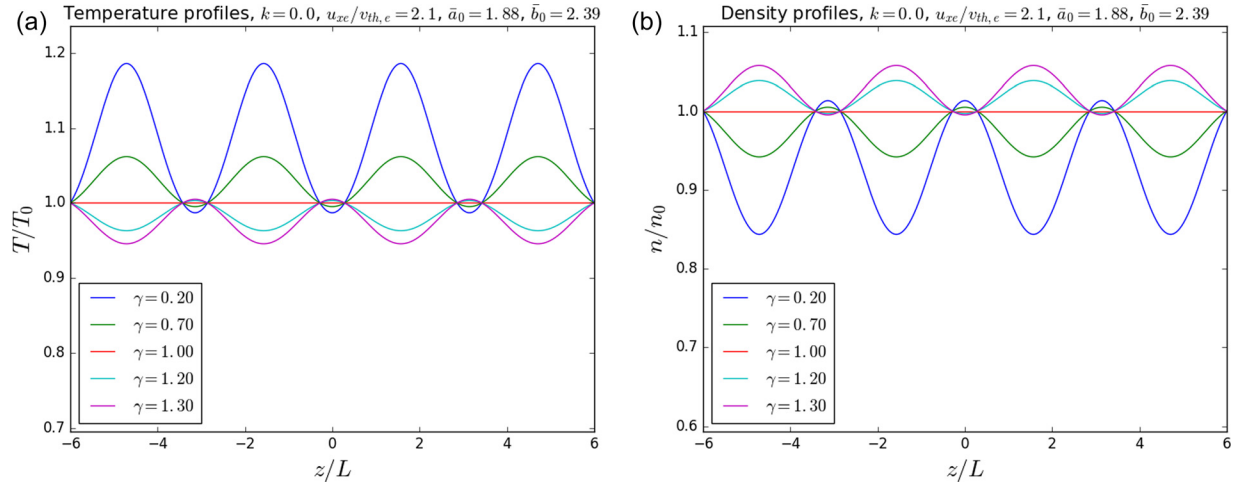 (a) Temperature profiles, k=0.0, u_{xe}/v_{th,e}=2.1, ā_0=1.88, b̄_0=2.39
T/T_0
1.2
1.1
1.0
0.9
0.8
0.7
γ=0.20
γ=0.70
γ=1.00
γ=1.20
γ=1.30
−6 −4 −2 0 2 4 6
z/L
(b) Density profiles, k=0.0, u_{xe}/v_{th,e}=2.1, ā_0=1.88, b̄_0=2.39
n/n_0
1.1
1.0
0.9
0.8
0.7
0.6
γ=0.20
γ=0.70
γ=1.00
γ=1.20
γ=1.30
−6 −4 −2 0 2 4 6
z/L